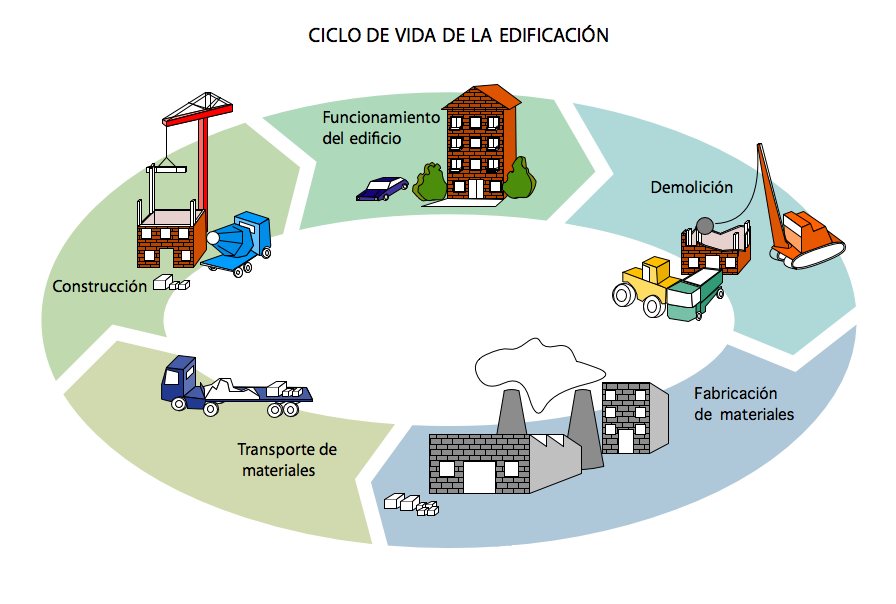 CICLO DE VIDA DE LA EDIFICACIÓN
Funcionamiento
del edificio
Demolición
Construcción
Fabricación
de materiales
Transporte de
materiales